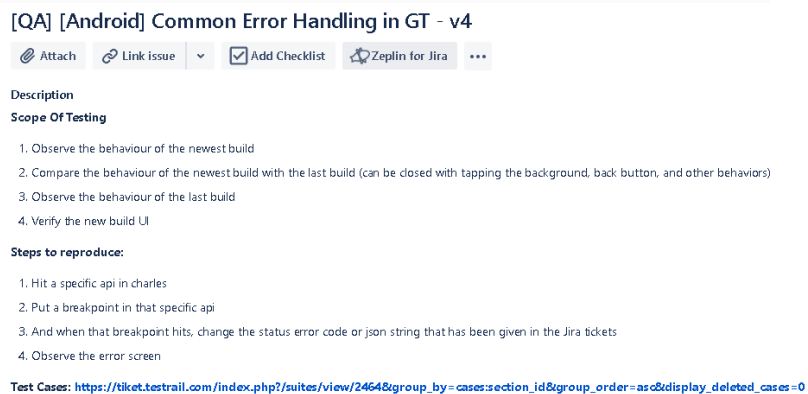 [QA] [Android] Common Error Handling in GT - v4
Attach Link issue Add Checklist Zeplin for Jira
Description
Scope Of Testing
1. Observe the behaviour of the newest build
2. Compare the behaviour of the newest build with the last build (can be closed with tapping the background, back button, and other behaviors)
3. Observe the behaviour of the last build
4. Verify the new build UI
Steps to reproduce:
1. Hit a specific api in charles
2. Put a breakpoint in that specific api
3. And when that breakpoint hits, change the status error code or json string that has been given in the Jira tickets
4. Observe the error screen
Test Cases: https://tiket.testrail.com/index.php?/suites/view/2464&group_by=cases:section_id&group_order=asc&display_deleted_cases=0